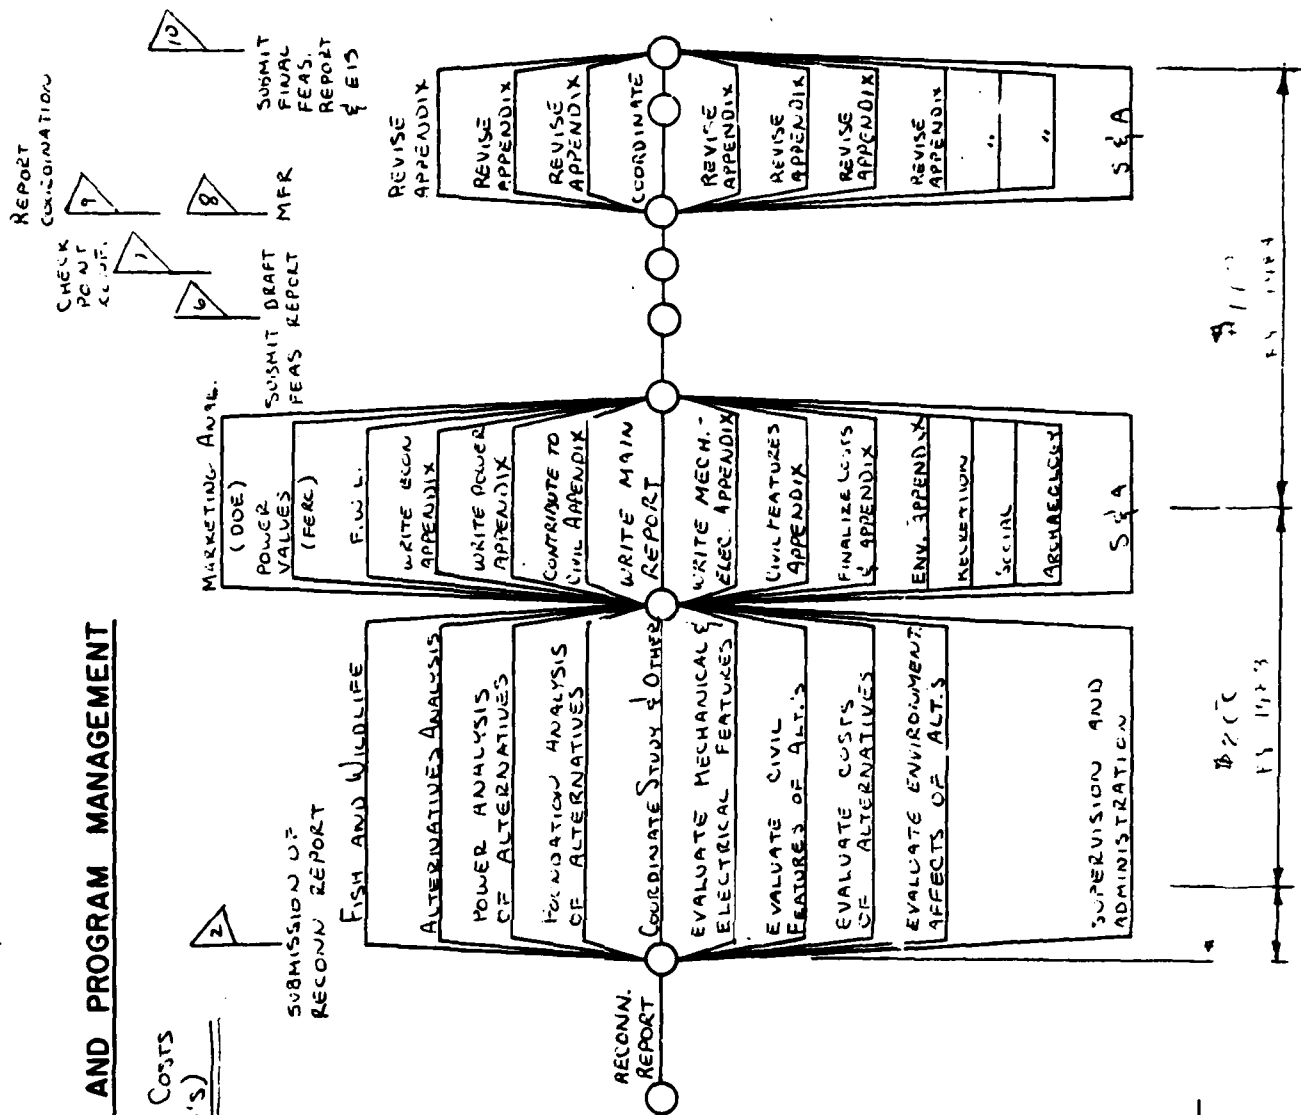 AND PROGRAM MANAGEMENT
COSTS
'S)
2
SUBMISSION OF
RECONN REPORT
RECONN.
REPORT
FISH AND WILDLIFE
ALTERNATIVES ANALYSIS
POWER ANALYSIS
OF ALTERNATIVES
FOUNDATION ANALYSIS
OF ALTERNATIVES
COORDINATE STUDY & OTHER
EVALUATE MECHANICAL &
ELECTRICAL FEATURES
EVALUATE CIVIL
FEATURES OF ALT.'S
EVALUATE COSTS
OF ALTERNATIVES
EVALUATE ENVIRONMENT.
AFFECTS OF ALT.S
SUPERVISION AND
ADMINISTRATION
MARKETING ANAL.
(DOE)
POWER
VALUES
(FERC)
F.W.L.
WRITE ECON
APPENDIX
WRITE POWER
APPENDIX
CONTRIBUTE TO
CIVIL APPENDIX
WRITE MAIN
REPORT
WRITE MECH.-
ELEC. APPENDIX
CIVIL FEATURES
APPENDIX
FINALIZE COSTS
& APPENDIX
ENV. APPENDIX
RECREATION
SOCIAL
ARCHAEOLOGY
S & A
6
SUBMIT DRAFT
FEAS REPORT
CHECK
POINT
7
8
MFR
REPORT
COORDINATION
9
10
SUBMIT
FINAL
FEAS.
REPORT
& EIS
REVISE
APPENDIX
REVISE
APPENDIX
REVISE
APPENDIX
COORDINATE
REVISE
APPENDIX
REVISE
APPENDIX
REVISE
APPENDIX
REVISE
APPENDIX
"
"
S & A